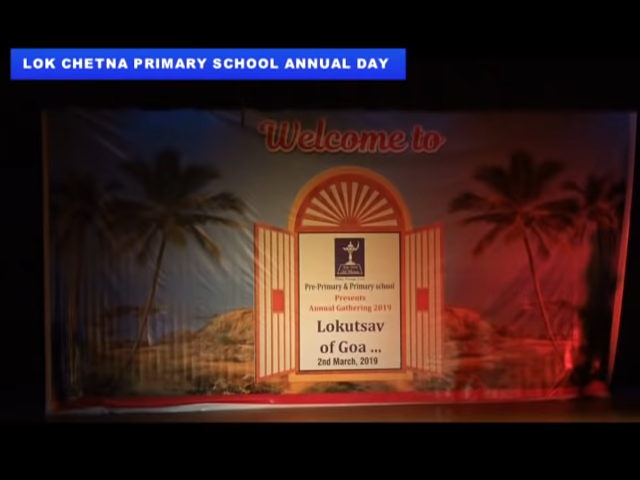 LOK CHETNA PRIMARY SCHOOL ANNUAL DAY
Welcome to
Pre-Primary & Primary school
Presents
Annual Gathering 2019
Lokutsav
of Goa ...
2nd March, 2019